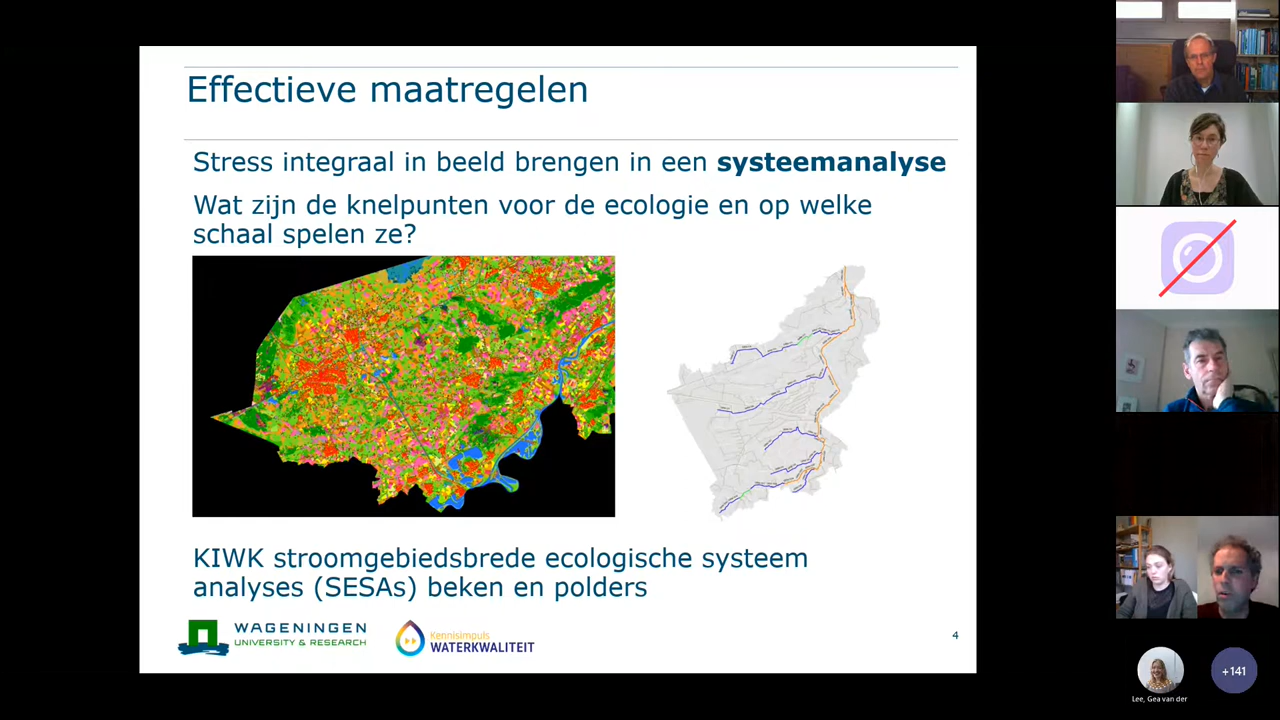 Effectieve maatregelen
Stress integraal in beeld brengen in een systeemanalyse
Wat zijn de knelpunten voor de ecologie en op welke
schaal spelen ze?
KIWK stroomgebiedsbrede ecologische systeem
analyses (SESAs) beken en polders
WAGENINGEN
UNIVERSITY & RESEARCH
Kennisimpuls
WATERKWALITEIT
4
+141
Lee, Gea van der